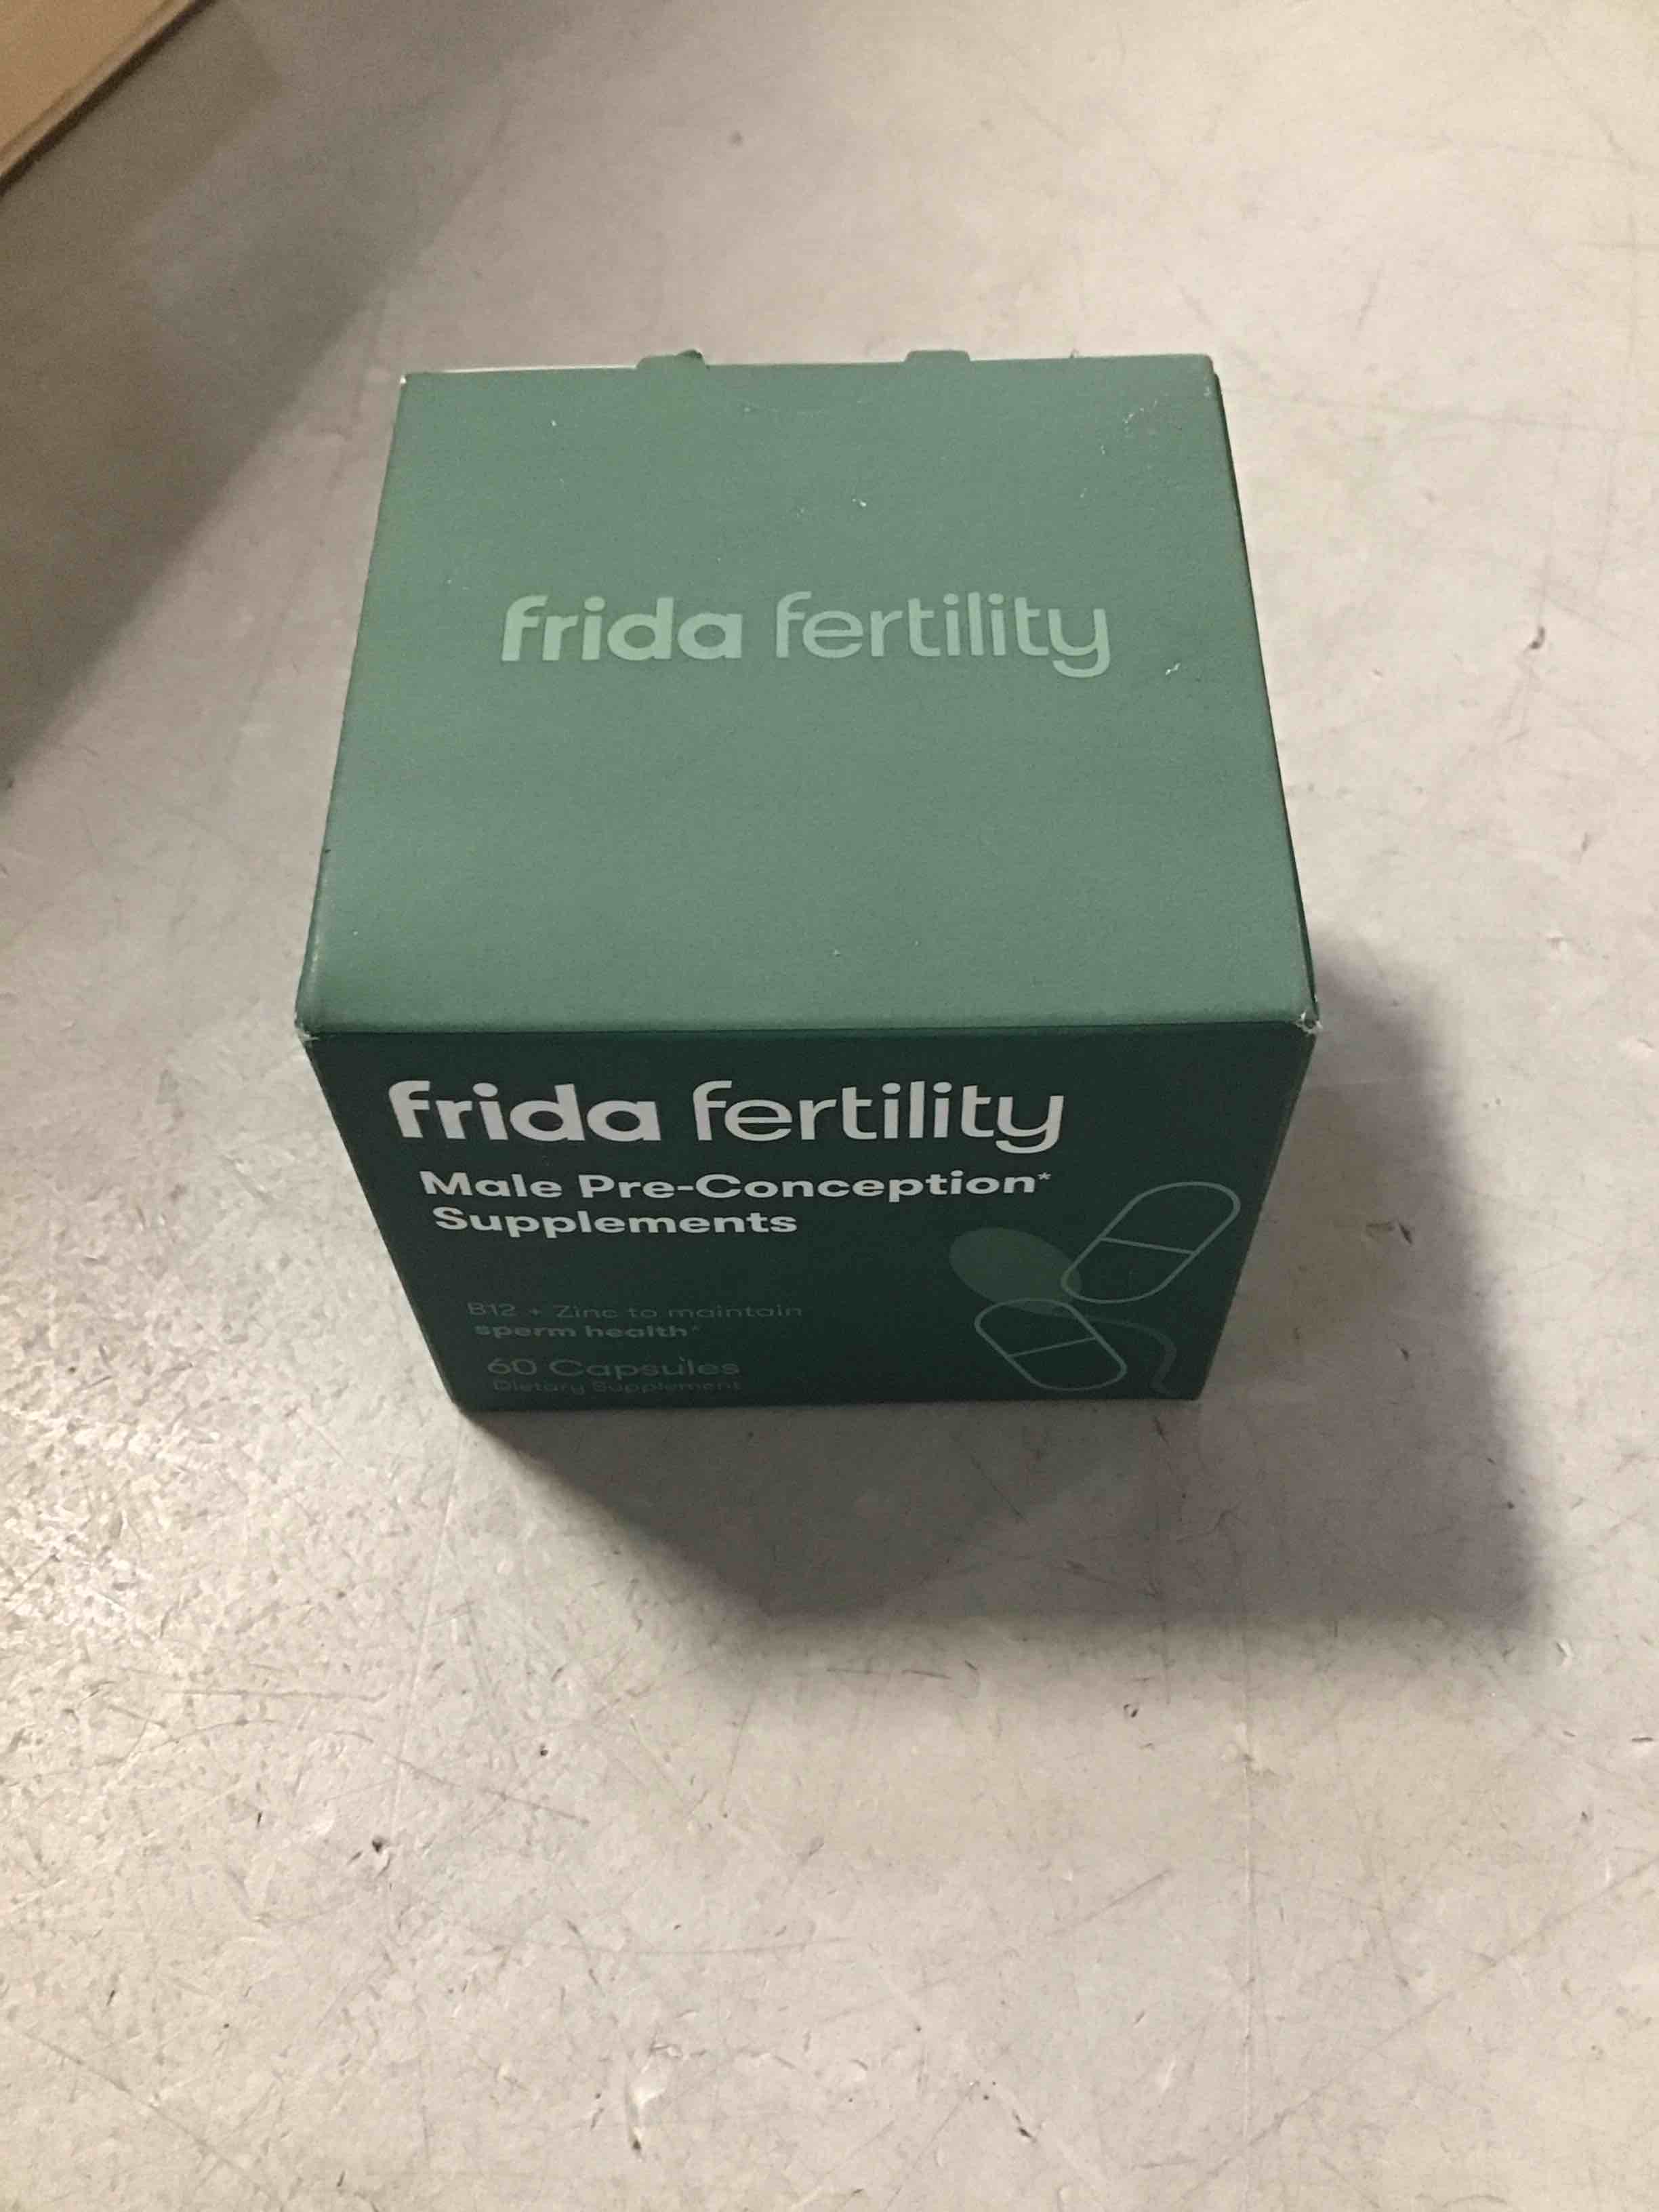 frida fertility
frida fertility
Male Pre-Conception*
Supplements
B12 + Zinc to maintain
sperm health*
60 Capsules
Dietary Supplement